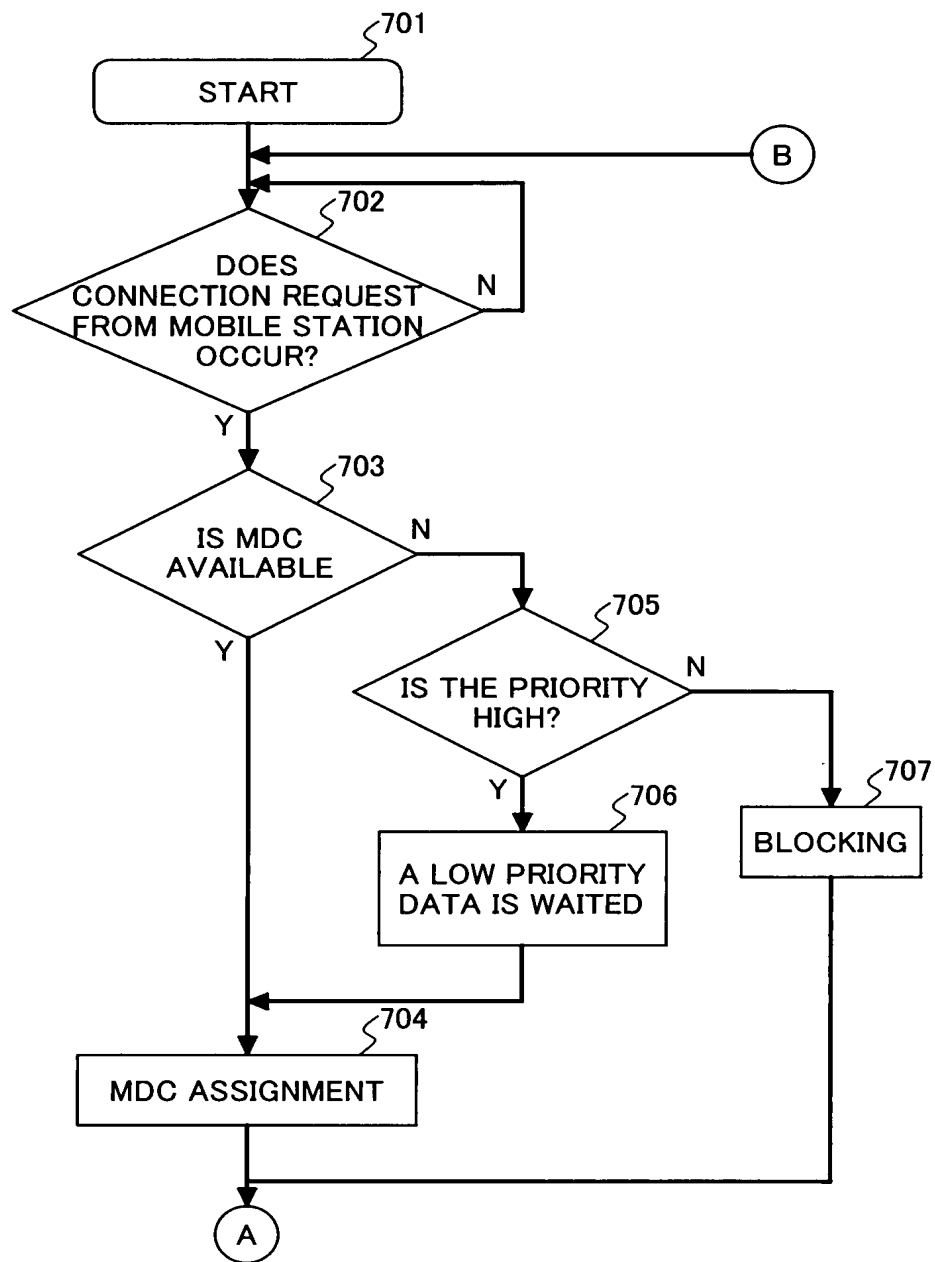 701
START
B
702
DOES
CONNECTION REQUEST
FROM MOBILE STATION
OCCUR?
N
Y
703
IS MDC
AVAILABLE
N
Y
705
IS THE PRIORITY
HIGH?
N
Y
706
A LOW PRIORITY
DATA IS WAITED
707
BLOCKING
704
MDC ASSIGNMENT
A